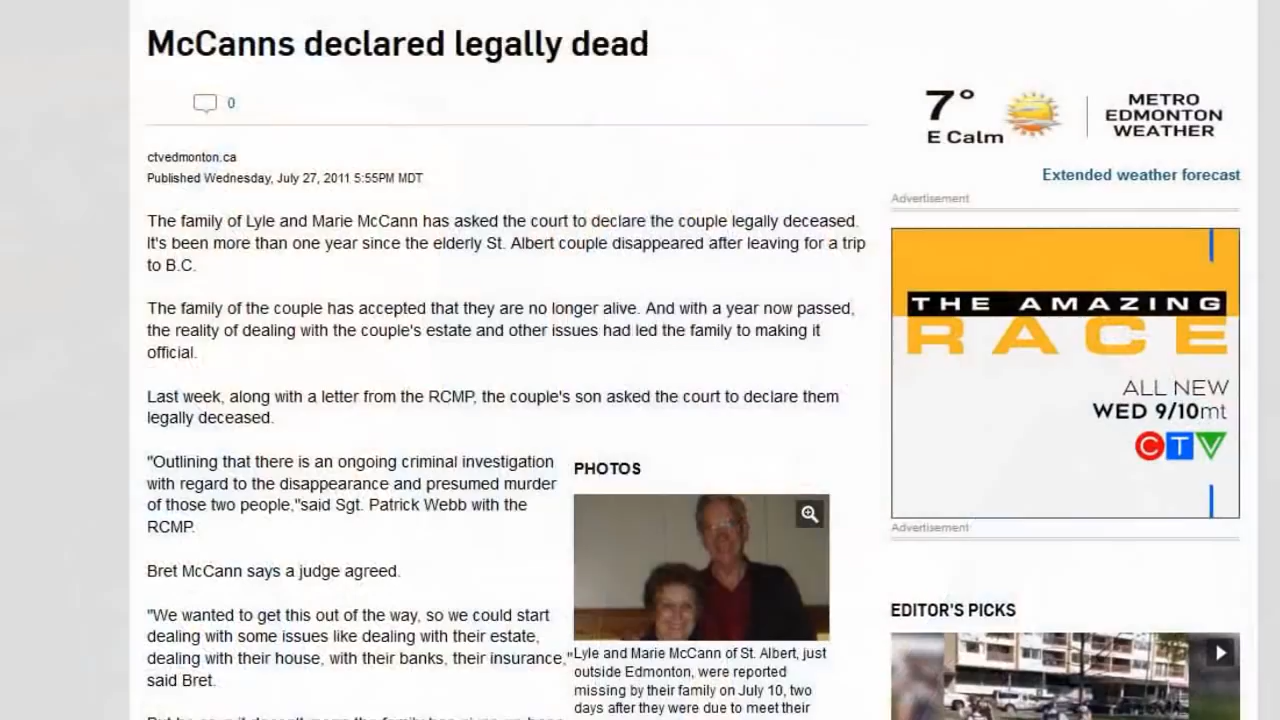 McCanns declared legally dead
0
ctvedmonton.ca
Published Wednesday, July 27, 2011 5:55PM MDT
The family of Lyle and Marie McCann has asked the court to declare the couple legally deceased.
It's been more than one year since the elderly St. Albert couple disappeared after leaving for a trip
to B.C.
The family of the couple has accepted that they are no longer alive. And with a year now passed,
the reality of dealing with the couple's estate and other issues had led the family to making it
official.
Last week, along with a letter from the RCMP, the couple's son asked the court to declare them
legally deceased.
"Outlining that there is an ongoing criminal investigation
with regard to the disappearance and presumed murder
of those two people,"said Sgt. Patrick Webb with the
RCMP.
Bret McCann says a judge agreed.
"We wanted to get this out of the way, so we could start
dealing with some issues like dealing with their estate,
dealing with their house, with their banks, their insurance,"
said Bret.
PHOTOS
Lyle and Marie McCann of St. Albert, just
outside Edmonton, were reported
missing by their family on July 10, two
days after they were due to meet their
7°
E Calm
METRO
EDMONTON
WEATHER
Extended weather forecast
Advertisement
THE AMAZING
RACE
ALL NEW
WED 9/10mt
CTV
Advertisement
EDITOR'S PICKS